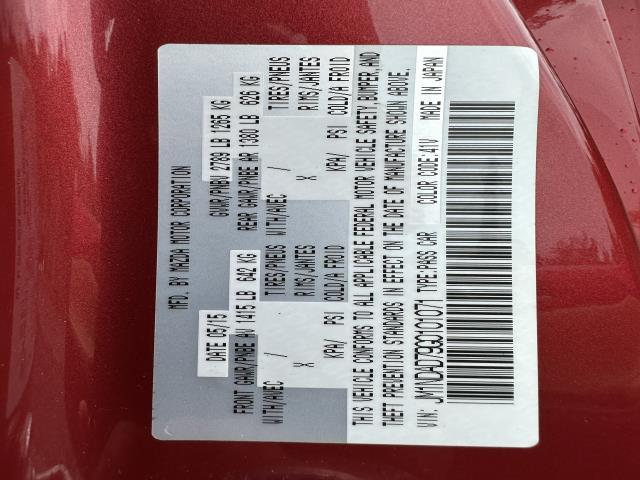 MFD. BY MAZDA MOTOR CORPORATION
DATE 05/15 GVWR/PNBV 2789 LB 1265 KG
FRONT GAWR/PNBE AV 1415 LB 642 KG REAR GAWR/PNBE AR 1380 LB 626 KG
WITH/AVEC TIRES/PNEUS WITH/AVEC TIRES/PNEUS
/ RIMS/JANTES / RIMS/JANTES
X X
KPA/ PSI COLD/A FROID KPA/ PSI COLD/A FROID
THIS VEHICLE CONFORMS TO ALL APPLICABLE FEDERAL MOTOR VEHICLE SAFETY, BUMPER, AND
THEFT PREVENTION STANDARDS IN EFFECT ON THE DATE OF MANUFACTURE SHOWN ABOVE.
VIN: JM1NDAD79G0101071 TYPE:PASS CAR COLOR CODE:41V MADE IN JAPAN